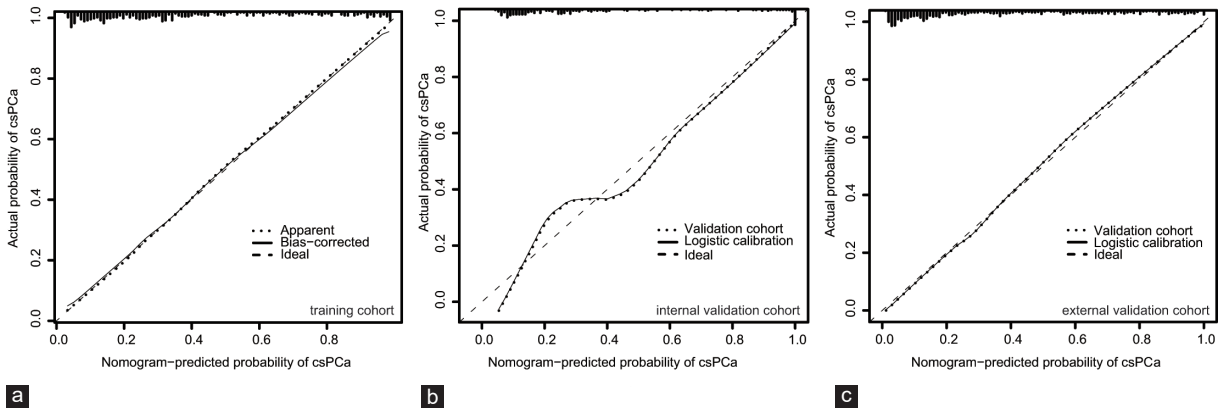 1.0
0.8
0.6
0.4
0.2
0.0
Actual probability of csPCa
Apparent
Bias−corrected
Ideal
training cohort
0.0 0.2 0.4 0.6 0.8
Nomogram−predicted probability of csPCa
a
1.0
0.8
0.6
0.4
0.2
0.0
Actual probability of csPCa
Validation cohort
Logistic calibration
Ideal
internal validation cohort
0.0 0.2 0.4 0.6 0.8 1.0
Nomogram−predicted probability of csPCa
b
1.0
0.8
0.6
0.4
0.2
0.0
Actual probability of csPCa
Validation cohort
Logistic calibration
Ideal
external validation cohort
0.0 0.2 0.4 0.6 0.8 1.0
Nomogram−predicted probability of csPCa
c